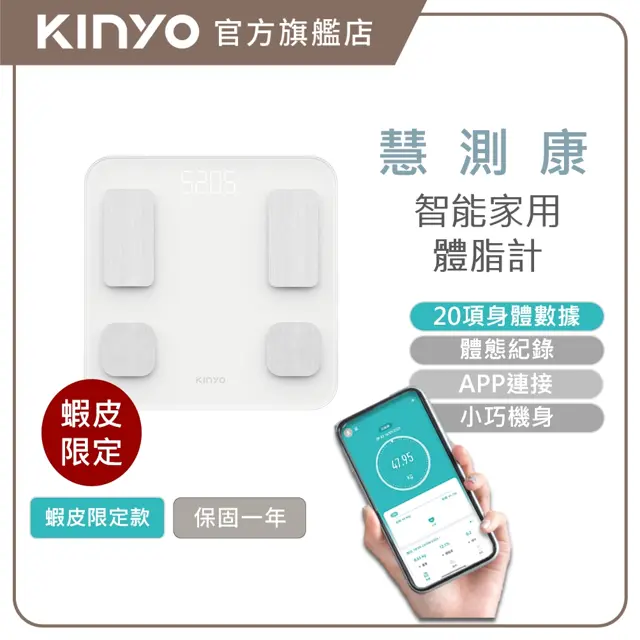 KINYO 官方旗艦店
慧測康
智能家用
體脂計
20項身體數據
體態紀錄
APP連接
小巧機身
KINYO
蝦皮
限定
蝦皮限定款
保固一年
47.95